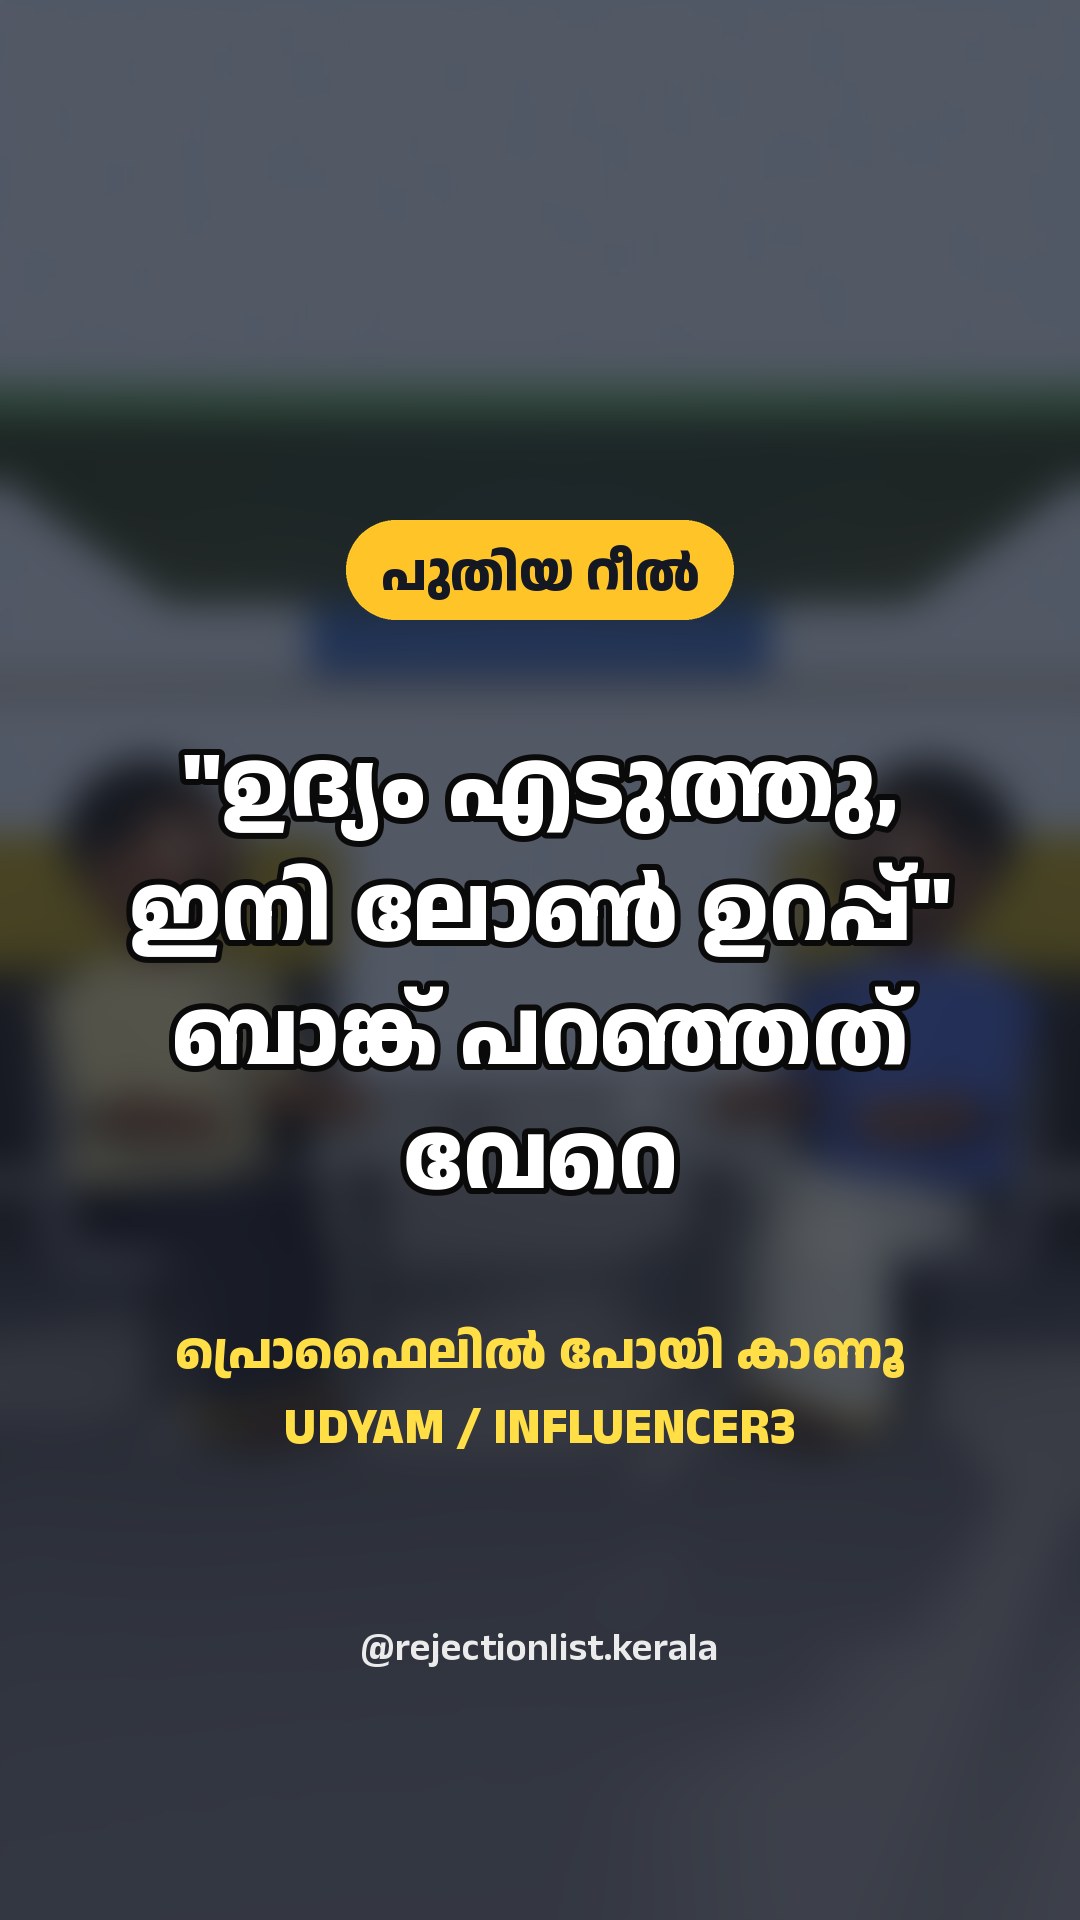 പുതിയ റീൽ
"ഉദ്യം എടുത്തു,
ഇനി ലോൺ ഉറപ്പ്"
ബാങ്ക് പറഞ്ഞത്
വേറെ
പ്രൊഫൈലിൽ പോയി കാണൂ
UDYAM / INFLUENCER3
@rejectionlist.kerala